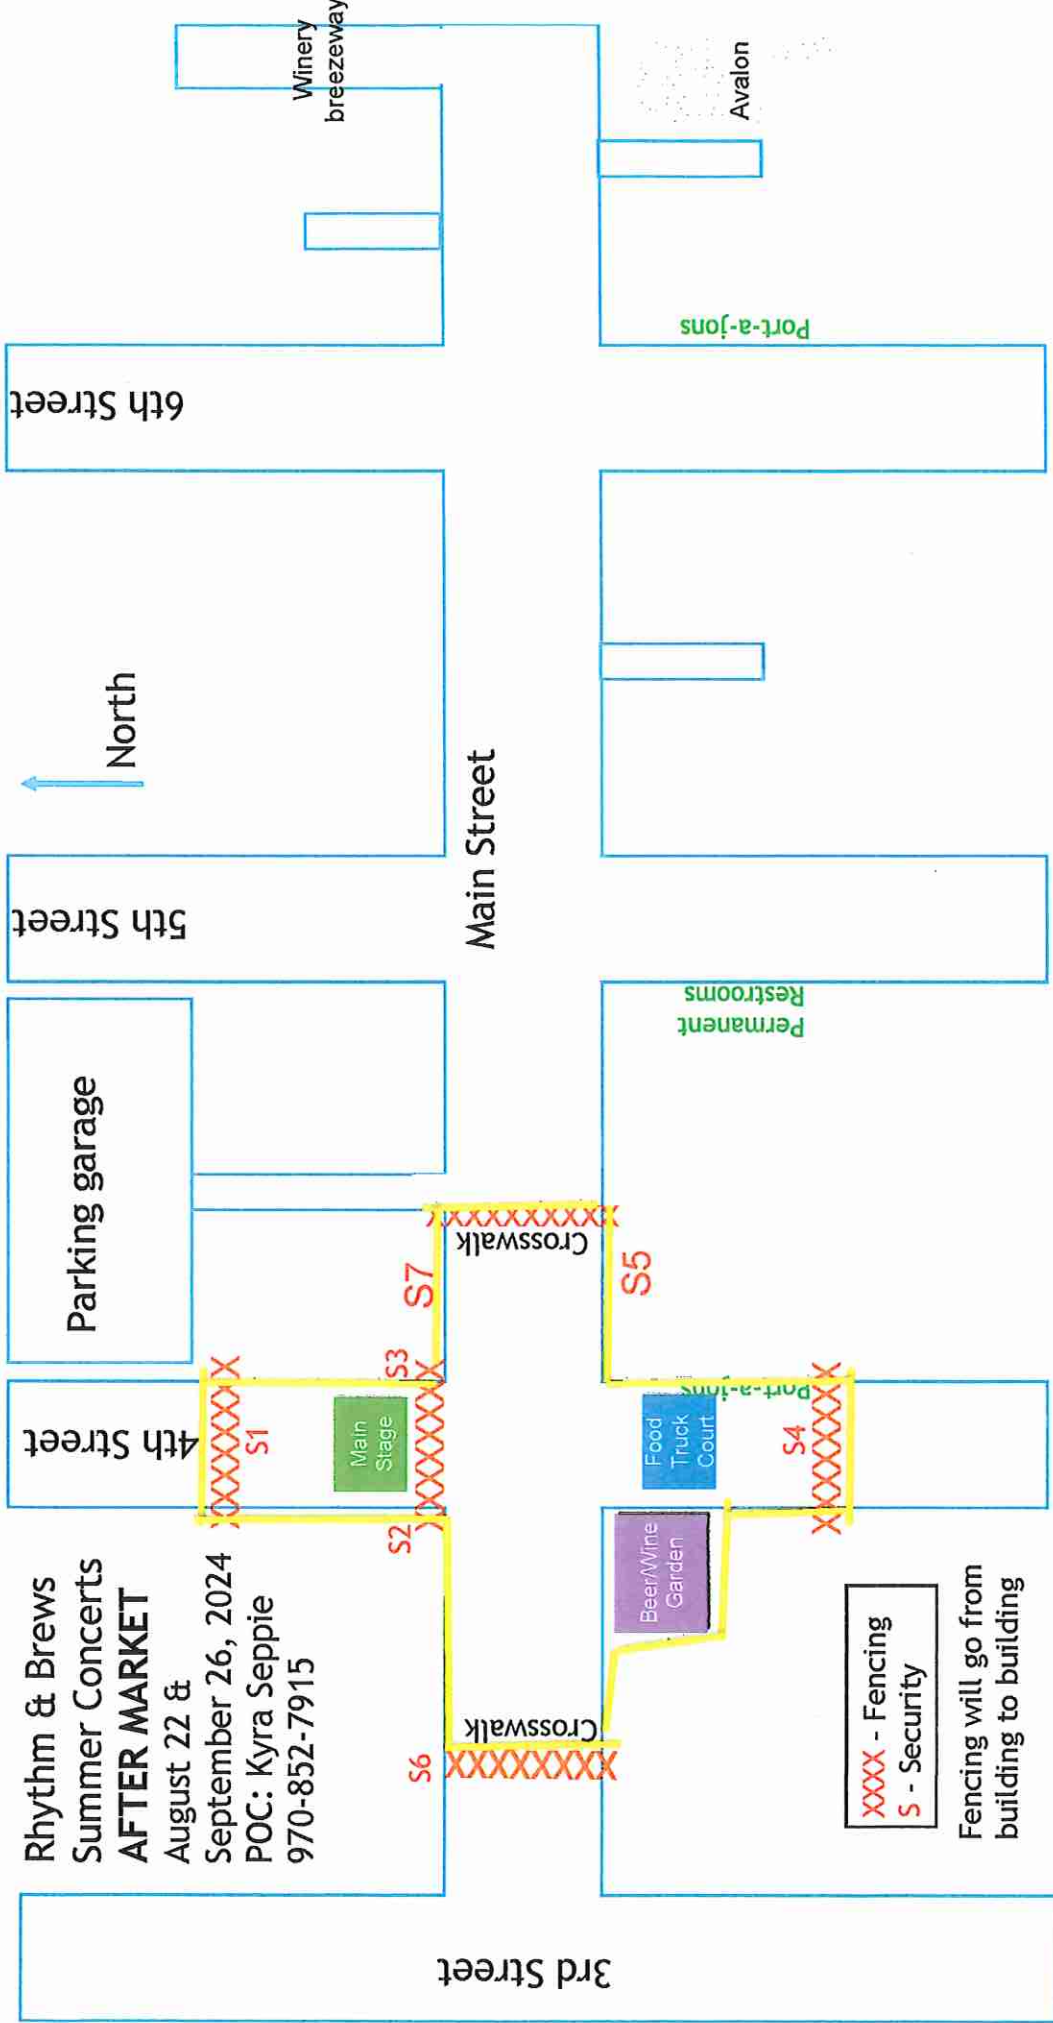 Rhythm & Brews
Summer Concerts
AFTER MARKET
August 22 &
September 26, 2024
POC: Kyra Seppie
970-852-7915
3rd Street
4th Street
Parking garage
5th Street
North
6th Street
Winery
breezeway
S1
S2
S3
Main
Stage
S7
S6
Crosswalk
Crosswalk
Main Street
S5
Beer/Wine
Garden
Food
Truck
Court
Port-a-jons
S4
Permanent
Restrooms
Port-a-jons
Avalon
XXXX - Fencing
S - Security
Fencing will go from
building to building